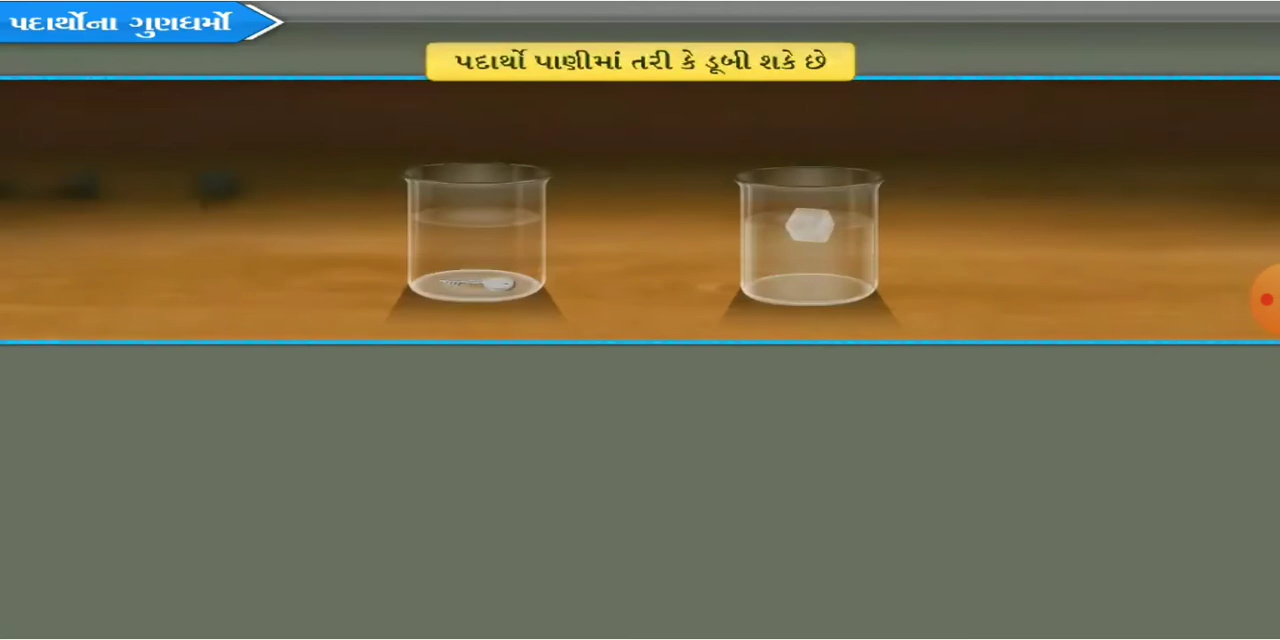 પદાર્થોના ગુણધર્મો
પદાર્થો પાણીમાં તરી કે ડૂબી શકે છે